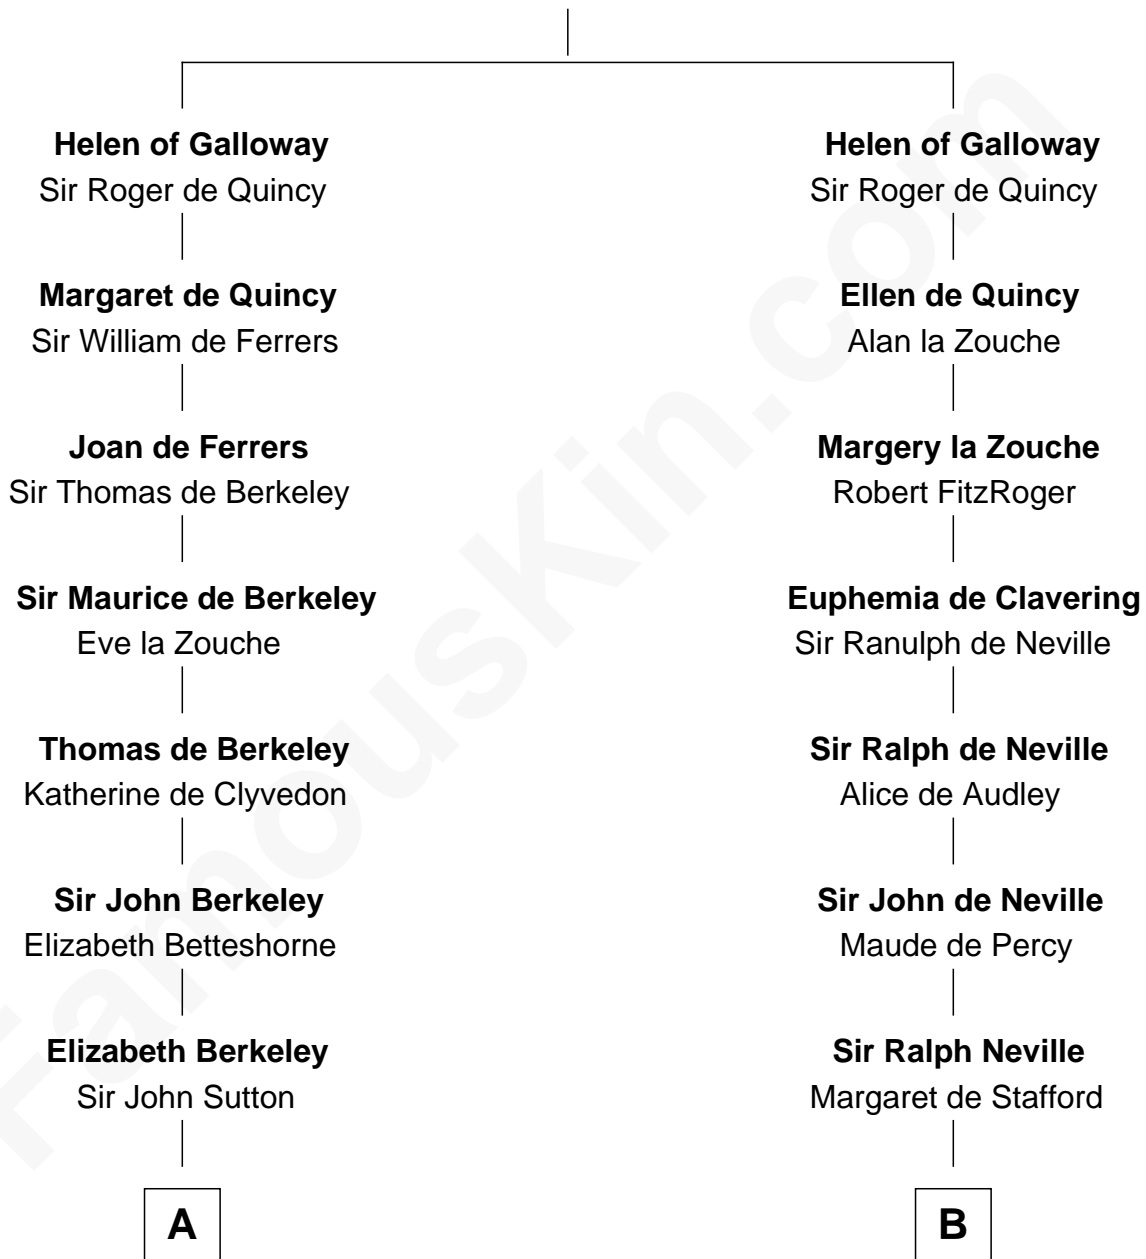 Helen of Galloway
Sir Roger de Quincy
Helen of Galloway
Sir Roger de Quincy
Margaret de Quincy
Sir William de Ferrers
Ellen de Quincy
Alan la Zouche
Joan de Ferrers
Sir Thomas de Berkeley
Margery la Zouche
Robert FitzRoger
Sir Maurice de Berkeley
Eve la Zouche
Euphemia de Clavering
Sir Ranulph de Neville
Thomas de Berkeley
Katherine de Clyvedon
Sir Ralph de Neville
Alice de Audley
Sir John Berkeley
Elizabeth Betteshorne
Sir John de Neville
Maude de Percy
Elizabeth Berkeley
Sir John Sutton
Sir Ralph Neville
Margaret de Stafford
A
B
FamousKin.com